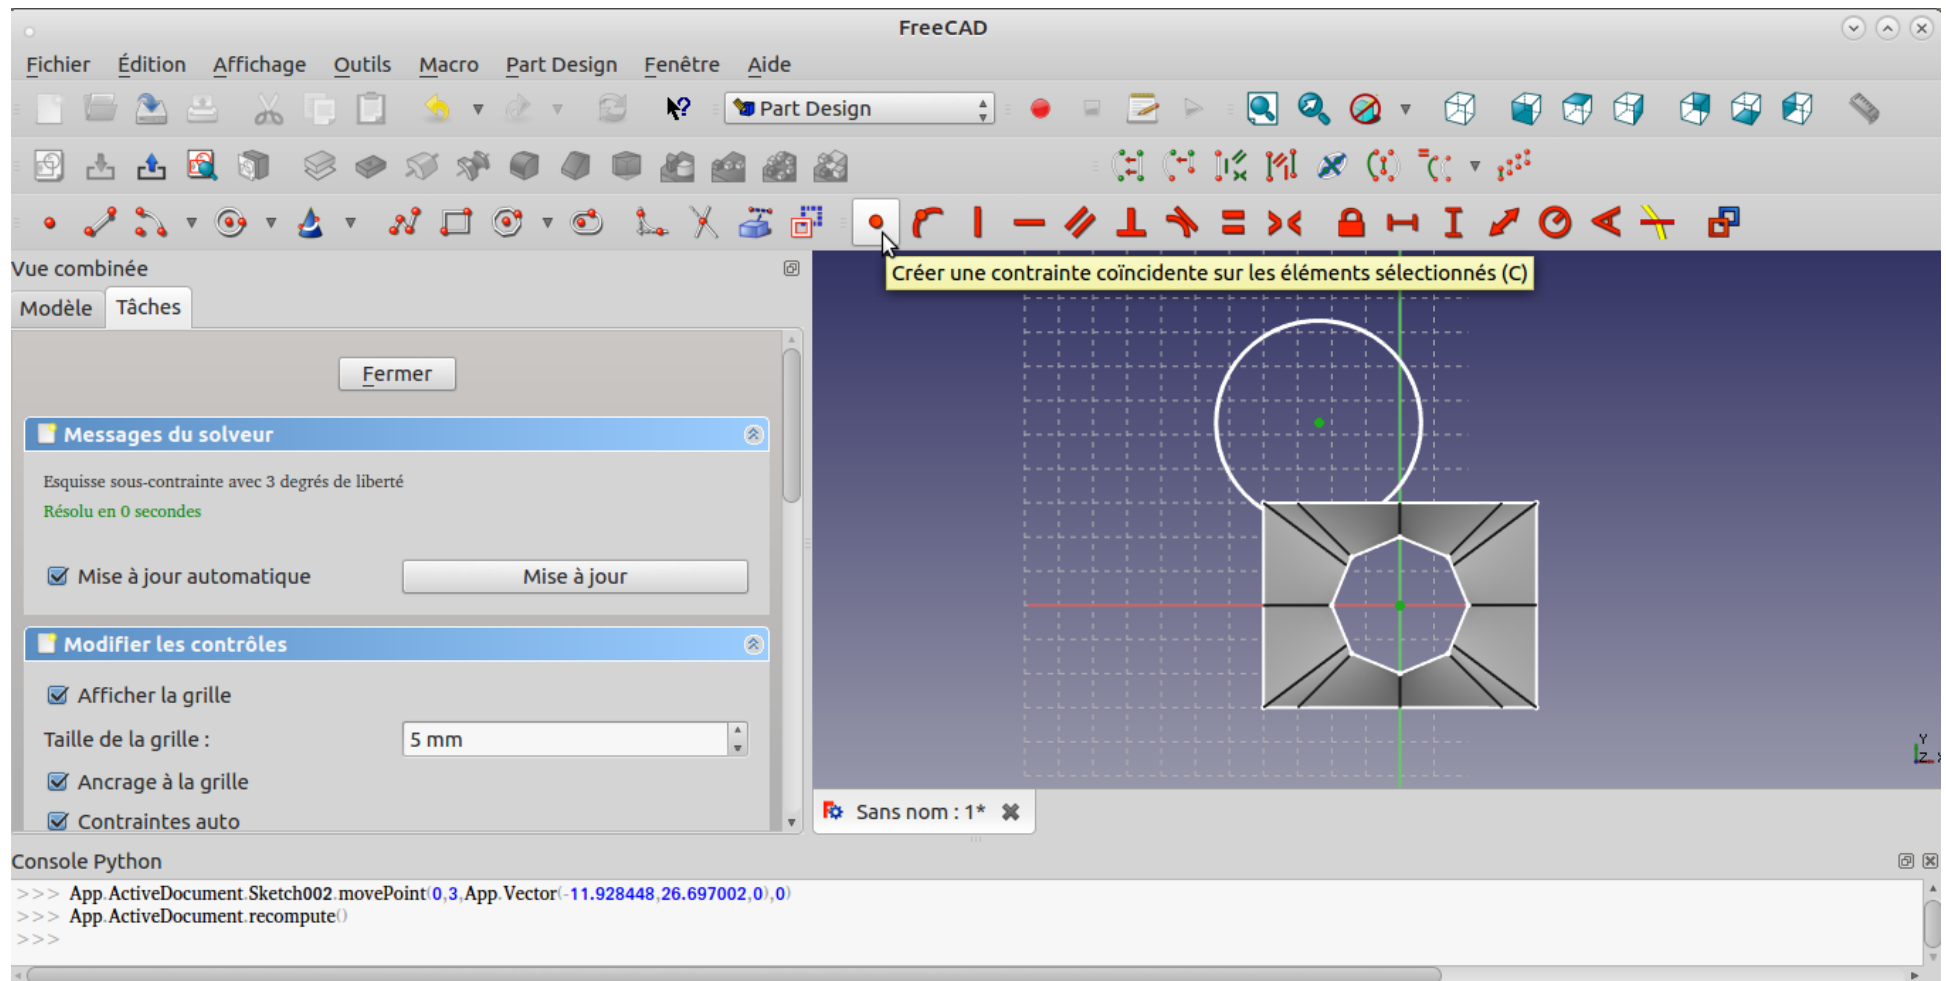 FreeCAD
Fichier Édition Affichage Outils Macro Part Design Fenêtre Aide
Part Design
Vue combinée
Créer une contrainte coïncidente sur les éléments sélectionnés (C)
Modèle Tâches
Fermer
Messages du solveur
Esquisse sous-contrainte avec 3 degrés de liberté
Résolu en 0 secondes
Mise à jour automatique Mise à jour
Modifier les contrôles
Afficher la grille
Taille de la grille : 5 mm
Ancrage à la grille
Contraintes auto
Y
Z X
Sans nom : 1*
Console Python
>>> App.ActiveDocument.Sketch002.movePoint(0,3,App.Vector(-11.928448,26.697002,0),0)
>>> App.ActiveDocument.recompute()
>>>